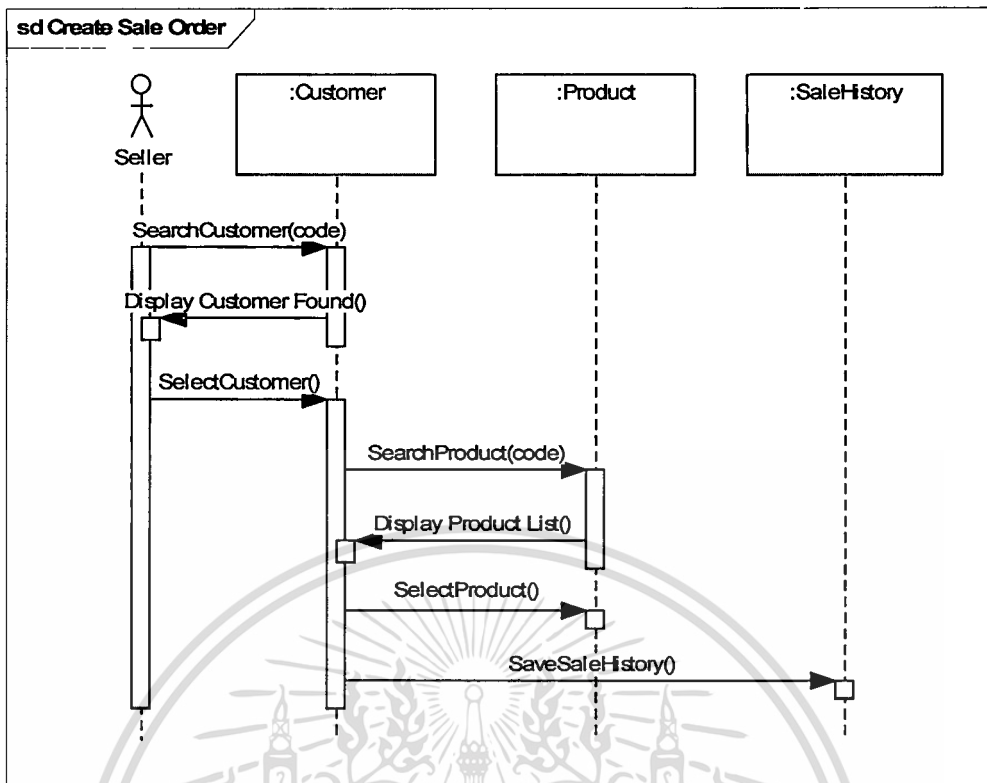 sd Create Sale Order
:Customer
:Product
:SaleHistory
Seller
SearchCustomer(code)
Display Customer Found()
SelectCustomer()
SearchProduct(code)
Display Product List()
SelectProduct()
SaveSaleHistory()